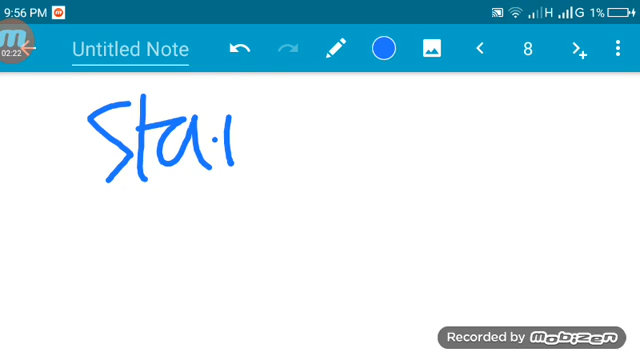 9:56 PM H G 1%
02:22 Untitled Note 8
Sta.
Recorded by mobizen